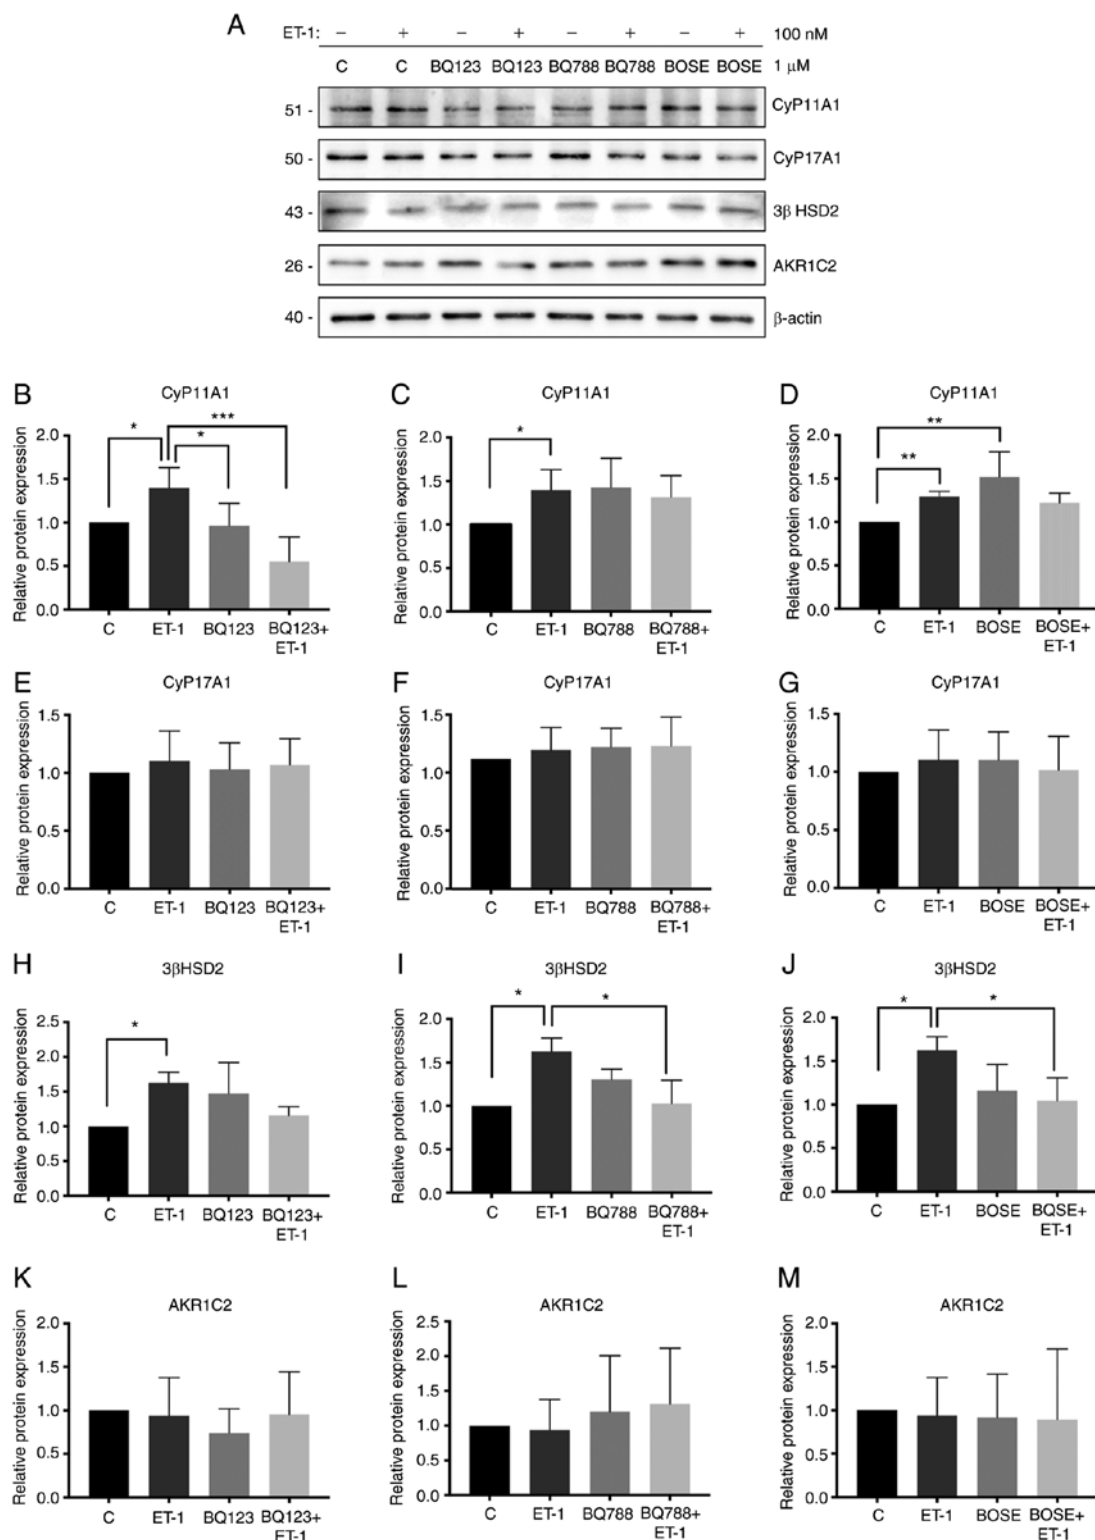 A
ET-1: – + – + – + – + 100 nM
C C BQ123 BQ123 BQ788 BQ788 BOSE BOSE 1 µM
51 - CyP11A1
50 - CyP17A1
43 - 3β HSD2
26 - AKR1C2
40 - β-actin
B
CyP11A1
Relative protein expression
2.0
1.5
1.0
0.5
0.0
* * ***
C ET-1 BQ123 BQ123+
ET-1
C
CyP11A1
Relative protein expression
2.0
1.5
1.0
0.5
0.0
*
C ET-1 BQ788 BQ788+
ET-1
D
CyP11A1
Relative protein expression
2.0
1.5
1.0
0.5
0.0
**
**
C ET-1 BOSE BOSE+
ET-1
E
CyP17A1
Relative protein expression
1.5
1.0
0.5
0.0
C ET-1 BQ123 BQ123+
ET-1
F
CyP17A1
Relative protein expression
1.5
1.0
0.5
0.0
C ET-1 BQ788 BQ788+
ET-1
G
CyP17A1
Relative protein expression
1.5
1.0
0.5
0.0
C ET-1 BOSE BOSE+
ET-1
H
3βHSD2
Relative protein expression
2.5
2.0
1.5
1.0
0.5
0.0
*
C ET-1 BQ123 BQ123+
ET-1
I
3βHSD2
Relative protein expression
2.0
1.5
1.0
0.5
0.0
* *
C ET-1 BQ788 BQ788+
ET-1
J
3βHSD2
Relative protein expression
2.0
1.5
1.0
0.5
0.0
* *
C ET-1 BOSE BQSE+
ET-1
K
AKR1C2
Relative protein expression
2.0
1.5
1.0
0.5
0.0
C ET-1 BQ123 BQ123+
ET-1
L
AKR1C2
Relative protein expression
2.5
2.0
1.5
1.0
0.5
0.0
C ET-1 BQ788 BQ788+
ET-1
M
AKR1C2
Relative protein expression
2.0
1.5
1.0
0.5
0.0
C ET-1 BOSE BOSE+
ET-1